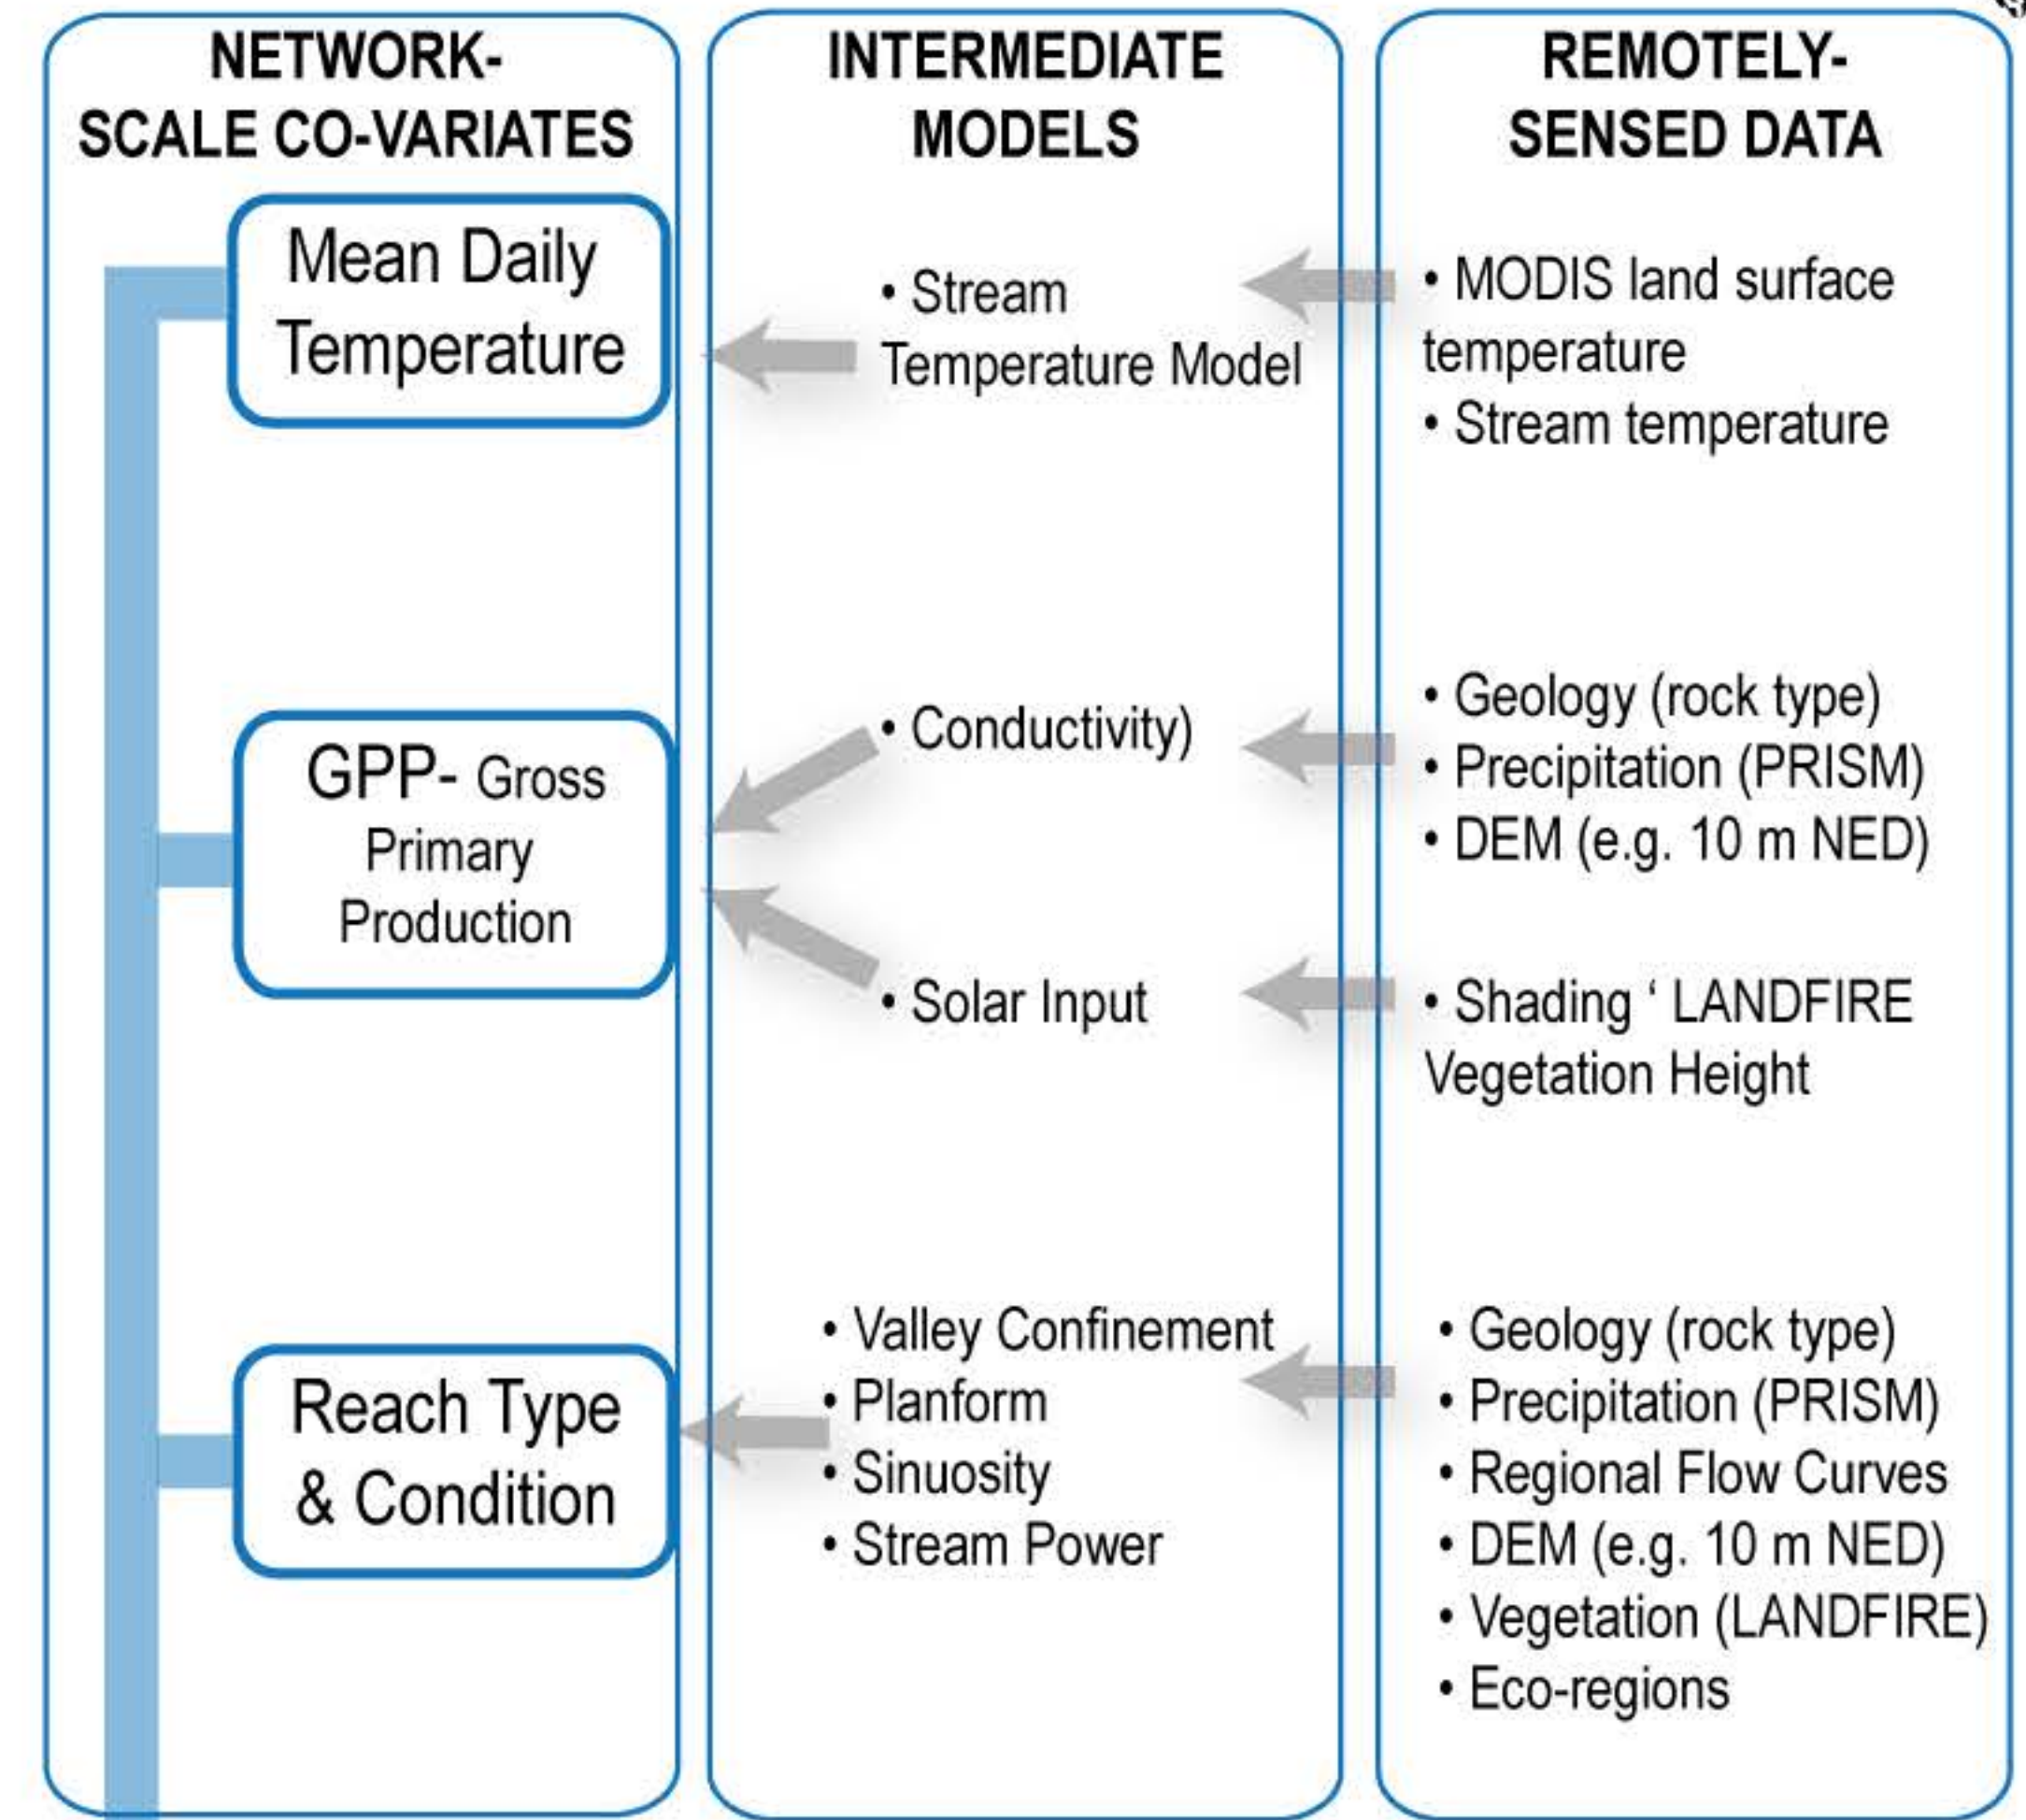 NETWORK-
SCALE CO-VARIATES
Mean Daily
Temperature
GPP- Gross
Primary
Production
Reach Type
& Condition
INTERMEDIATE
MODELS
• Stream
Temperature Model
• Conductivity)
• Solar Input
• Valley Confinement
• Planform
• Sinuosity
• Stream Power
REMOTELY-
SENSED DATA
• MODIS land surface
temperature
• Stream temperature
• Geology (rock type)
• Precipitation (PRISM)
• DEM (e.g. 10 m NED)
• Shading ‘ LANDFIRE
Vegetation Height
• Geology (rock type)
• Precipitation (PRISM)
• Regional Flow Curves
• DEM (e.g. 10 m NED)
• Vegetation (LANDFIRE)
• Eco-regions